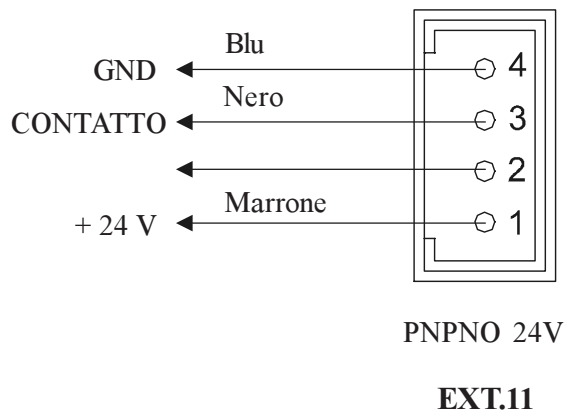 GND Blu 4
CONTATTO Nero 3
2
+ 24 V Marrone 1
PNPNO 24V
EXT.11